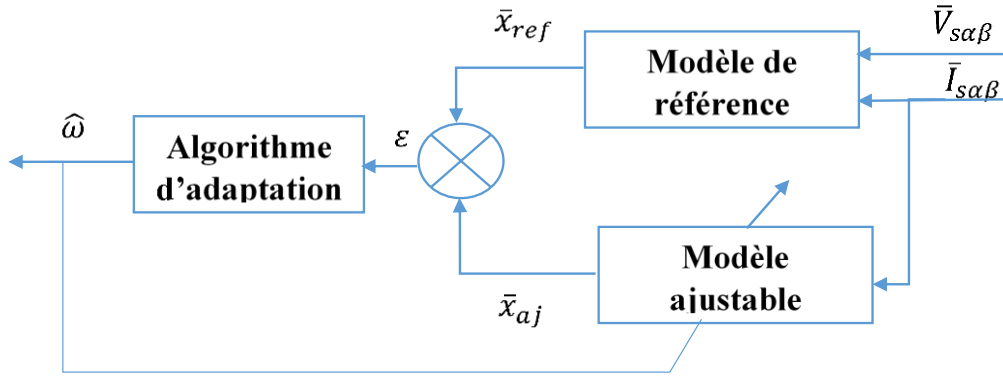 x̄_ref
V̄_sαβ
Modèle de
référence
Ī_sαβ
ω̂
ε
Algorithme
d’adaptation
Modèle
ajustable
x̄_aj